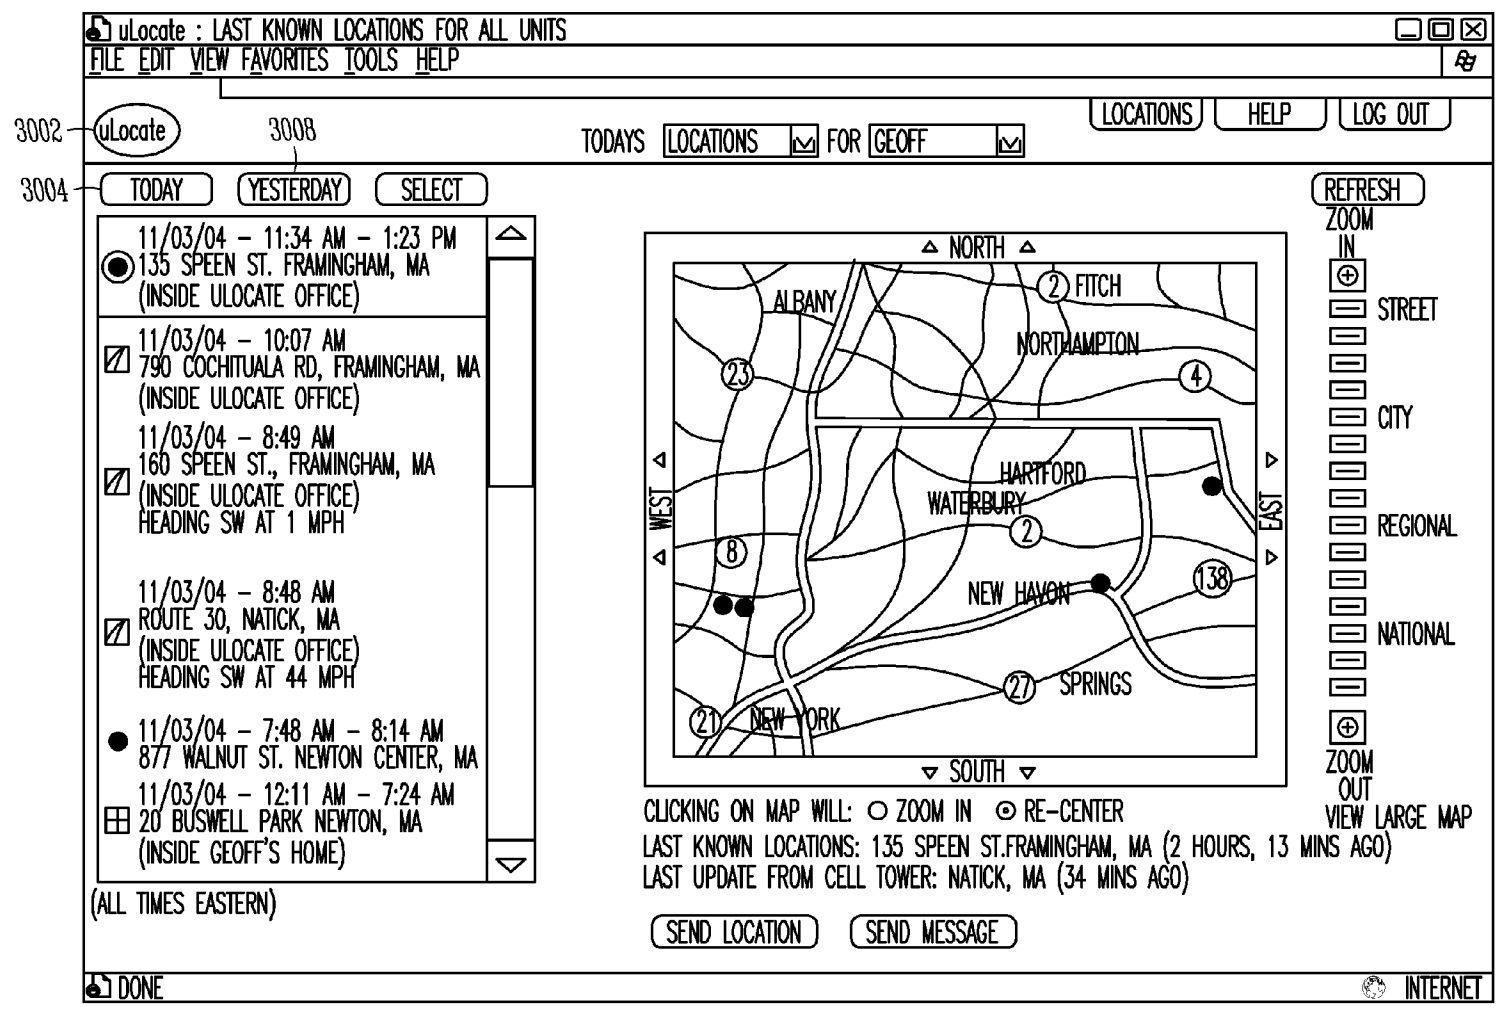 uLocate : LAST KNOWN LOCATIONS FOR ALL UNITS
FILE EDIT VIEW FAVORITES TOOLS HELP
LOCATIONS HELP LOG OUT
3002 uLocate 3008
TODAYS LOCATIONS FOR GEOFF
3004 TODAY YESTERDAY SELECT
REFRESH
11/03/04 - 11:34 AM - 1:23 PM
135 SPEEN ST. FRAMINGHAM, MA
(INSIDE ULOCATE OFFICE)
11/03/04 - 10:07 AM
790 COCHITUALA RD, FRAMINGHAM, MA
(INSIDE ULOCATE OFFICE)
11/03/04 - 8:49 AM
160 SPEEN ST., FRAMINGHAM, MA
(INSIDE ULOCATE OFFICE)
HEADING SW AT 1 MPH
11/03/04 - 8:48 AM
ROUTE 30, NATICK, MA
(INSIDE ULOCATE OFFICE)
HEADING SW AT 44 MPH
11/03/04 - 7:48 AM - 8:14 AM
877 WALNUT ST. NEWTON CENTER, MA
11/03/04 - 12:11 AM - 7:24 AM
20 BUSWELL PARK NEWTON, MA
(INSIDE GEOFF'S HOME)
(ALL TIMES EASTERN)
NORTH
ALBANY
2 FITCH
NORTHAMPTON
23
4
HARTFORD
WATERBURY
WEST
EAST
2
8
138
NEW HAVON
27 SPRINGS
21 NEW YORK
SOUTH
ZOOM
IN
STREET
CITY
REGIONAL
NATIONAL
ZOOM
OUT
VIEW LARGE MAP
CLICKING ON MAP WILL: ZOOM IN RE-CENTER
LAST KNOWN LOCATIONS: 135 SPEEN ST.FRAMINGHAM, MA (2 HOURS, 13 MINS AGO)
LAST UPDATE FROM CELL TOWER: NATICK, MA (34 MINS AGO)
SEND LOCATION SEND MESSAGE
DONE INTERNET